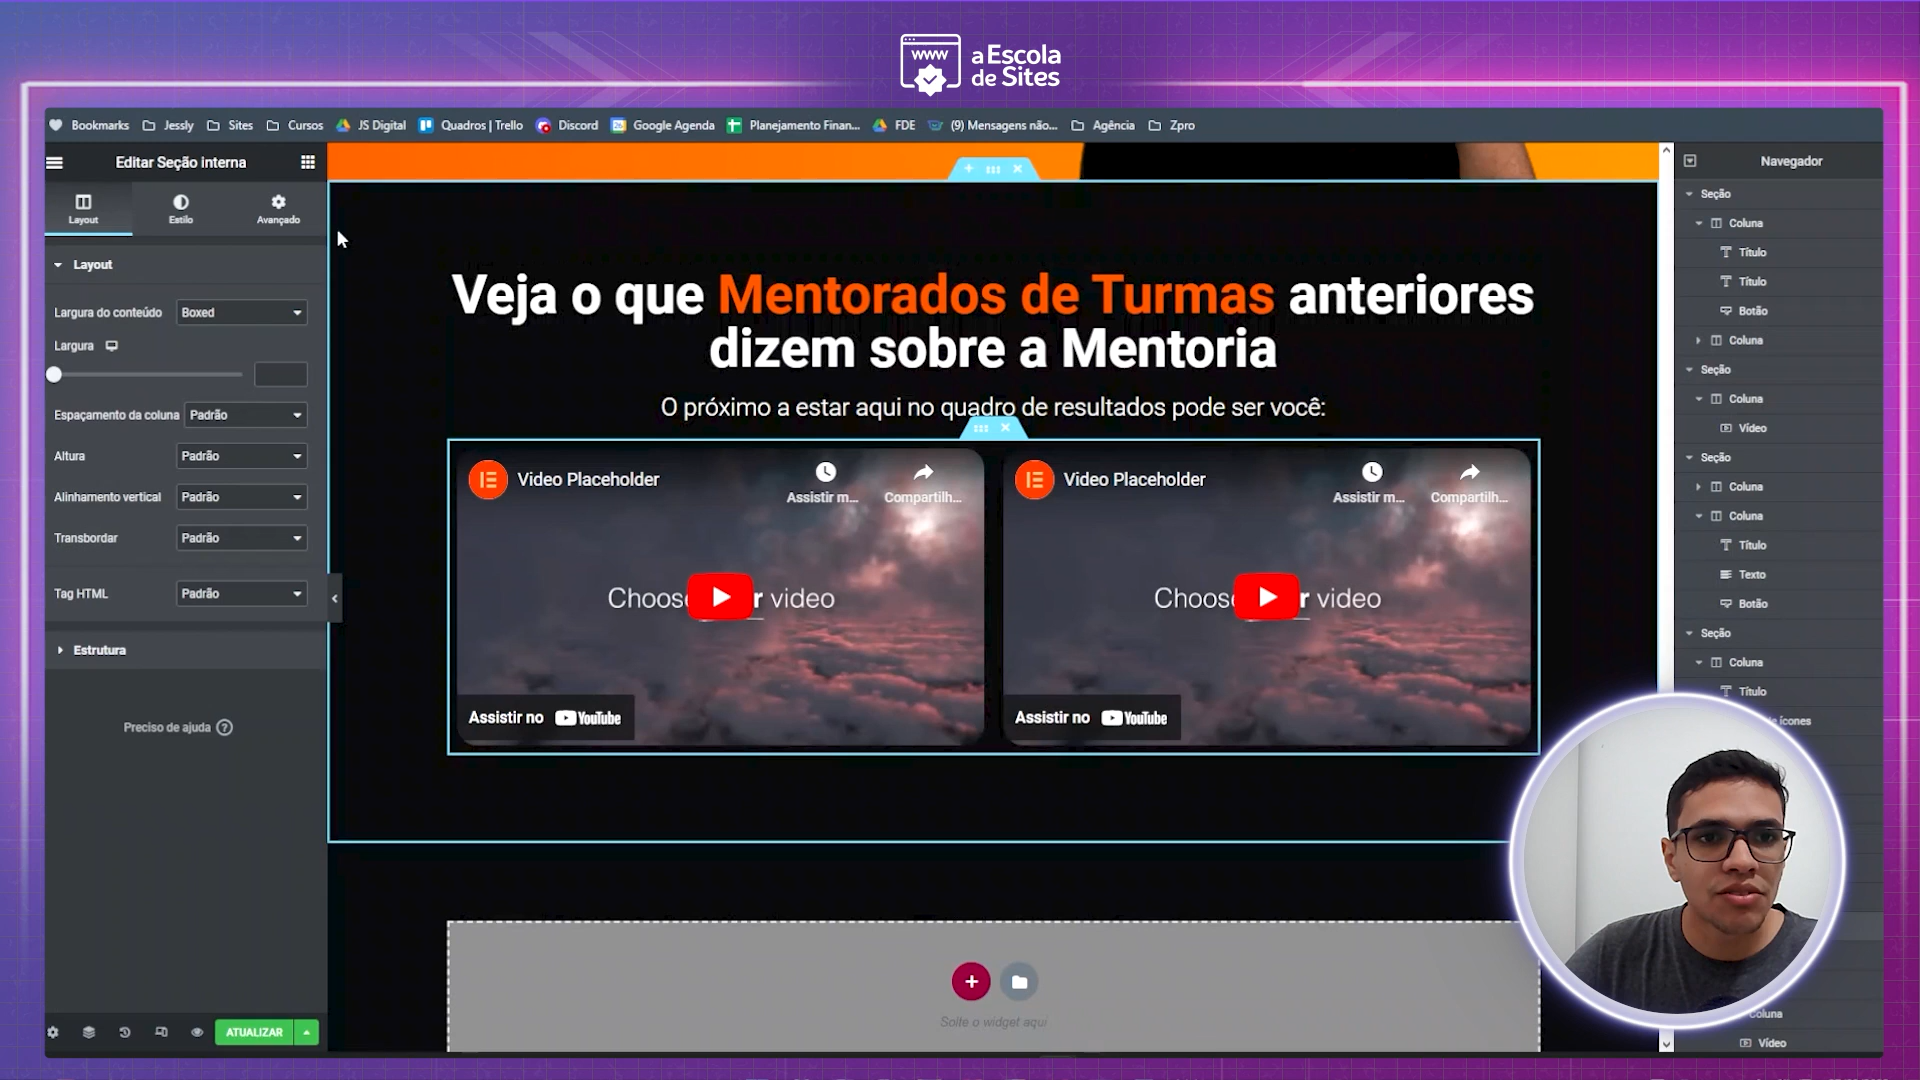 www
a Escola
de Sites
Bookmarks
Jessly
Sites
Cursos
JS Digital
Quadros | Trello
Discord
Google Agenda
Planejamento Finan...
FDE
(9) Mensagens não...
Agência
Zpro
Editar Seção interna
Layout
Estilo
Avançado
Layout
Largura do conteúdo
Boxed
Largura
Espaçamento da coluna
Padrão
Altura
Padrão
Alinhamento vertical
Padrão
Transbordar
Padrão
Tag HTML
Padrão
Estrutura
Preciso de ajuda ?
ATUALIZAR
Veja o que Mentorados de Turmas anteriores
dizem sobre a Mentoria
O próximo a estar aqui no quadro de resultados pode ser você:
Video Placeholder
Assistir m...
Compartilh...
Choose r video
Assistir no YouTube
Video Placeholder
Assistir m...
Compartilh...
Choose r video
Assistir no YouTube
Solte o widget aqui
Navegador
Seção
Coluna
Título
Título
Botão
Coluna
Seção
Coluna
Vídeo
Seção
Coluna
Coluna
Título
Texto
Botão
Seção
Coluna
Título
ícones
Coluna
Vídeo